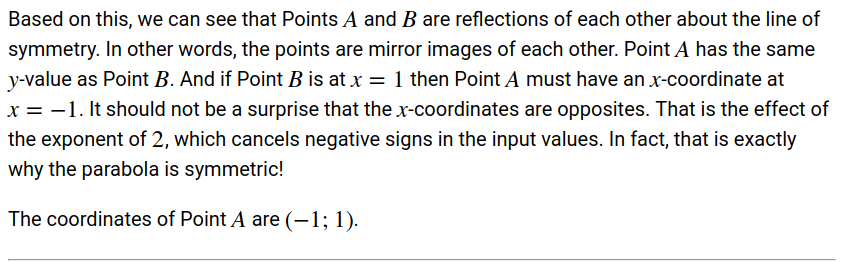 Based on this, we can see that Points A and B are reflections of each other about the line of
symmetry. In other words, the points are mirror images of each other. Point A has the same
y-value as Point B. And if Point B is at x = 1 then Point A must have an x-coordinate at
x = −1. It should not be a surprise that the x-coordinates are opposites. That is the effect of
the exponent of 2, which cancels negative signs in the input values. In fact, that is exactly
why the parabola is symmetric!
The coordinates of Point A are (−1; 1).